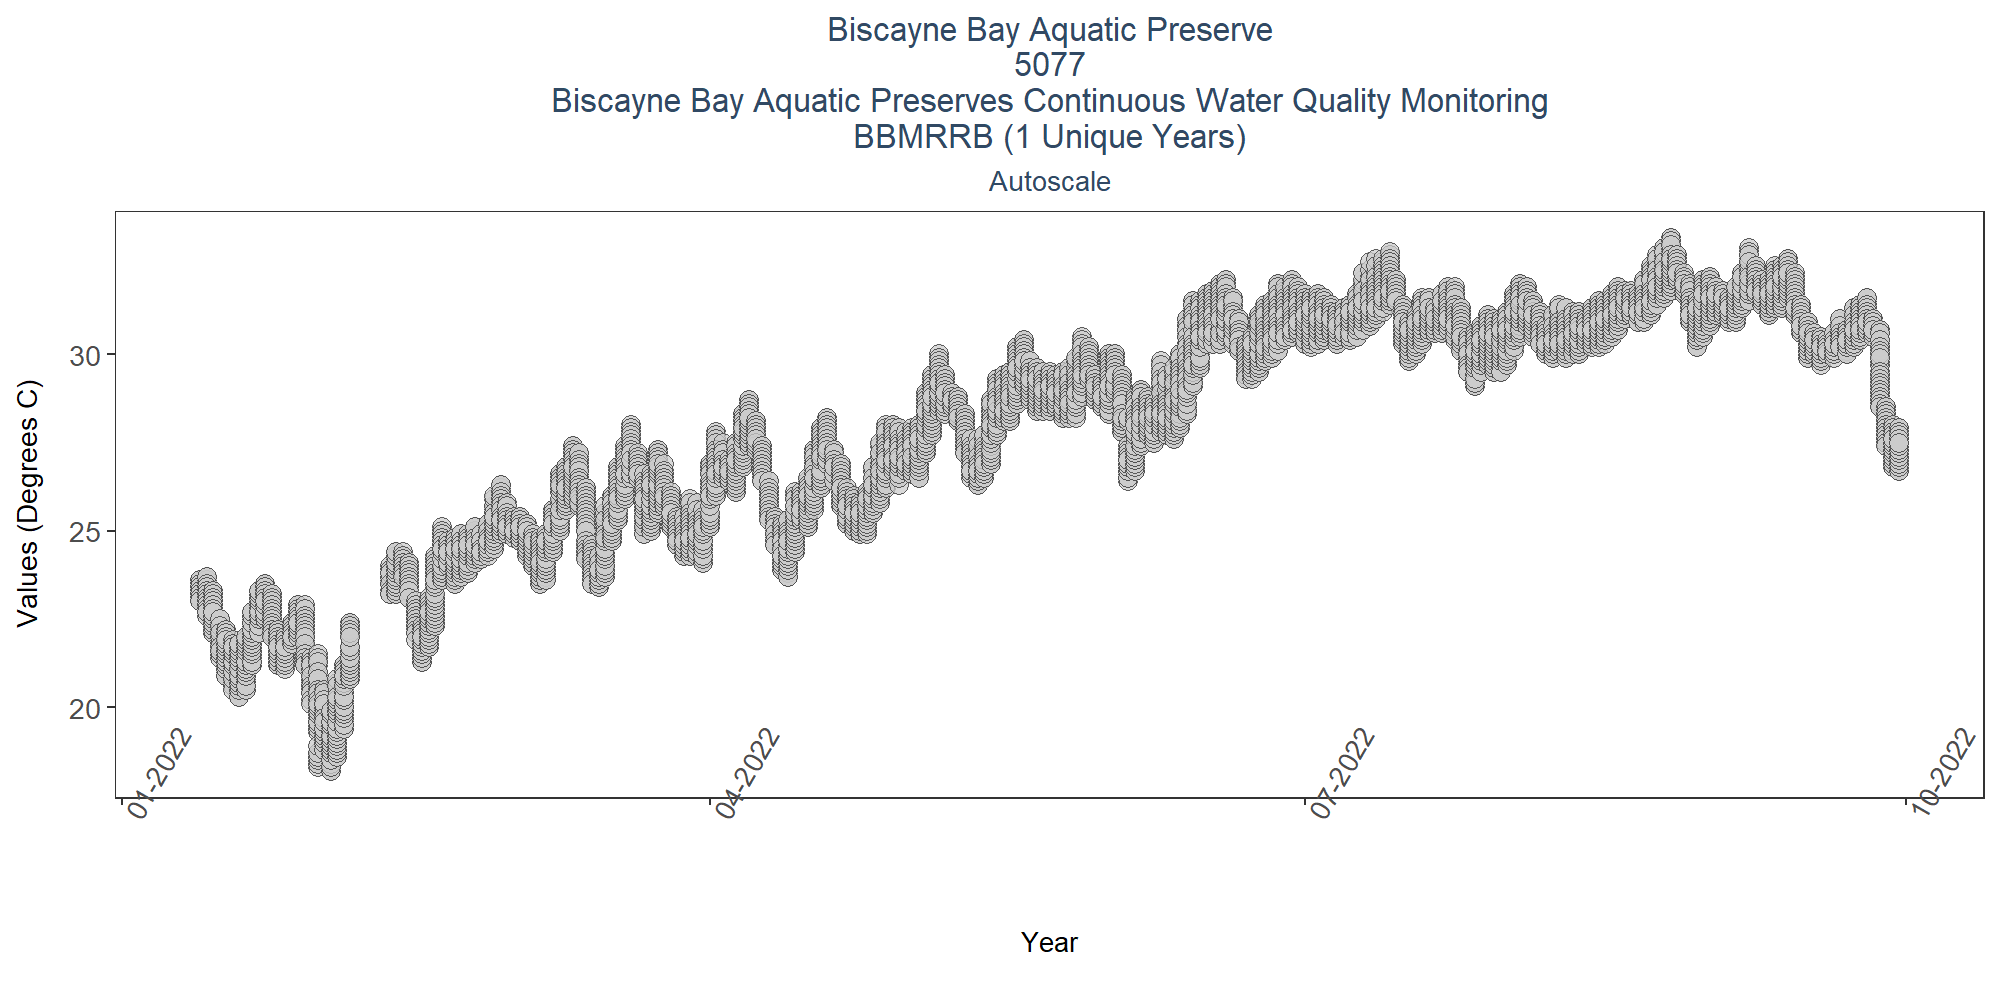 Biscayne Bay Aquatic Preserve
5077
Biscayne Bay Aquatic Preserves Continuous Water Quality Monitoring
BBMRRB (1 Unique Years)
Autoscale
Values (Degrees C)
30
25
20
01-2022
04-2022
07-2022
10-2022
Year